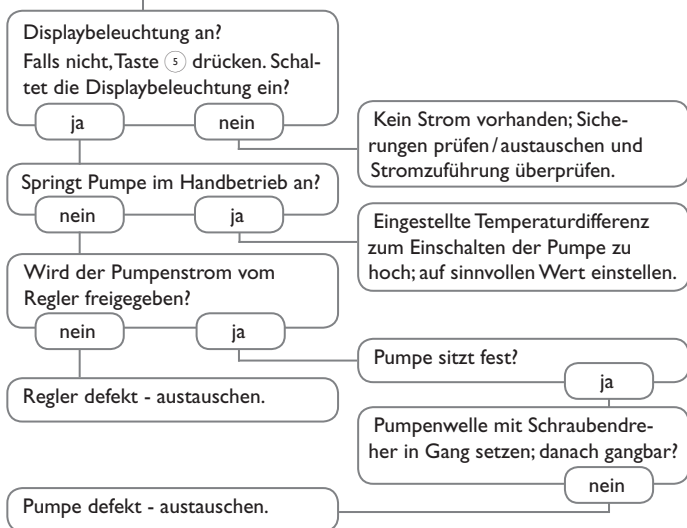 Displaybeleuchtung an?
Falls nicht, Taste 5 drücken. Schal-
tet die Displaybeleuchtung ein?
ja
nein
Kein Strom vorhanden; Siche-
rungen prüfen/austauschen und
Stromzuführung überprüfen.
Springt Pumpe im Handbetrieb an?
nein
ja
Eingestellte Temperaturdifferenz
zum Einschalten der Pumpe zu
hoch; auf sinnvollen Wert einstellen.
Wird der Pumpenstrom vom
Regler freigegeben?
nein
ja
Pumpe sitzt fest?
ja
Regler defekt - austauschen.
Pumpenwelle mit Schraubendre-
her in Gang setzen; danach gangbar?
nein
Pumpe defekt - austauschen.